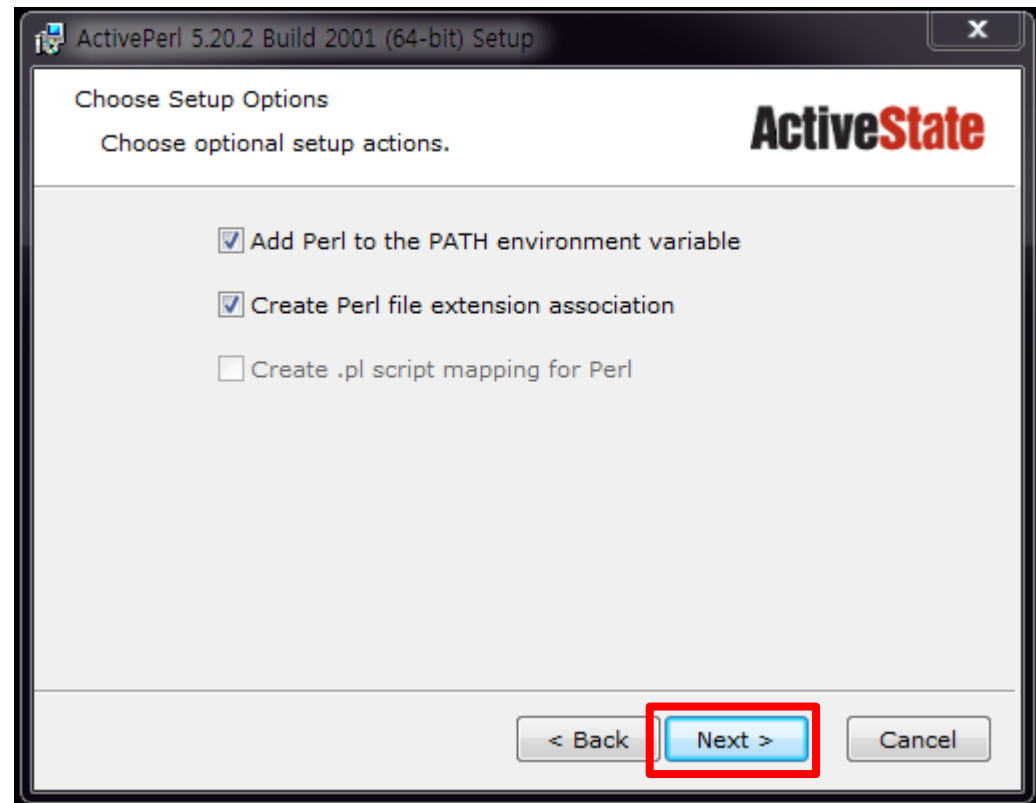 ActivePerl 5.20.2 Build 2001 (64-bit) Setup
x
Choose Setup Options
Choose optional setup actions.
ActiveState
Add Perl to the PATH environment variable
Create Perl file extension association
Create .pl script mapping for Perl
< Back Next > Cancel